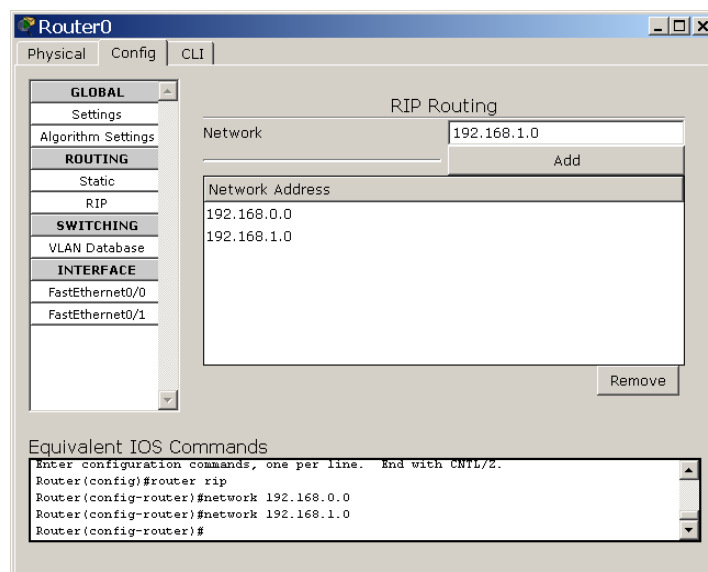 Router0
Physical Config CLI
GLOBAL
Settings
Algorithm Settings
ROUTING
Static
RIP
SWITCHING
VLAN Database
INTERFACE
FastEthernet0/0
FastEthernet0/1
RIP Routing
Network 192.168.1.0
Add
Network Address
192.168.0.0
192.168.1.0
Remove
Equivalent IOS Commands
Enter configuration commands, one per line. End with CNTL/Z.
Router(config)#router rip
Router(config-router)#network 192.168.0.0
Router(config-router)#network 192.168.1.0
Router(config-router)#